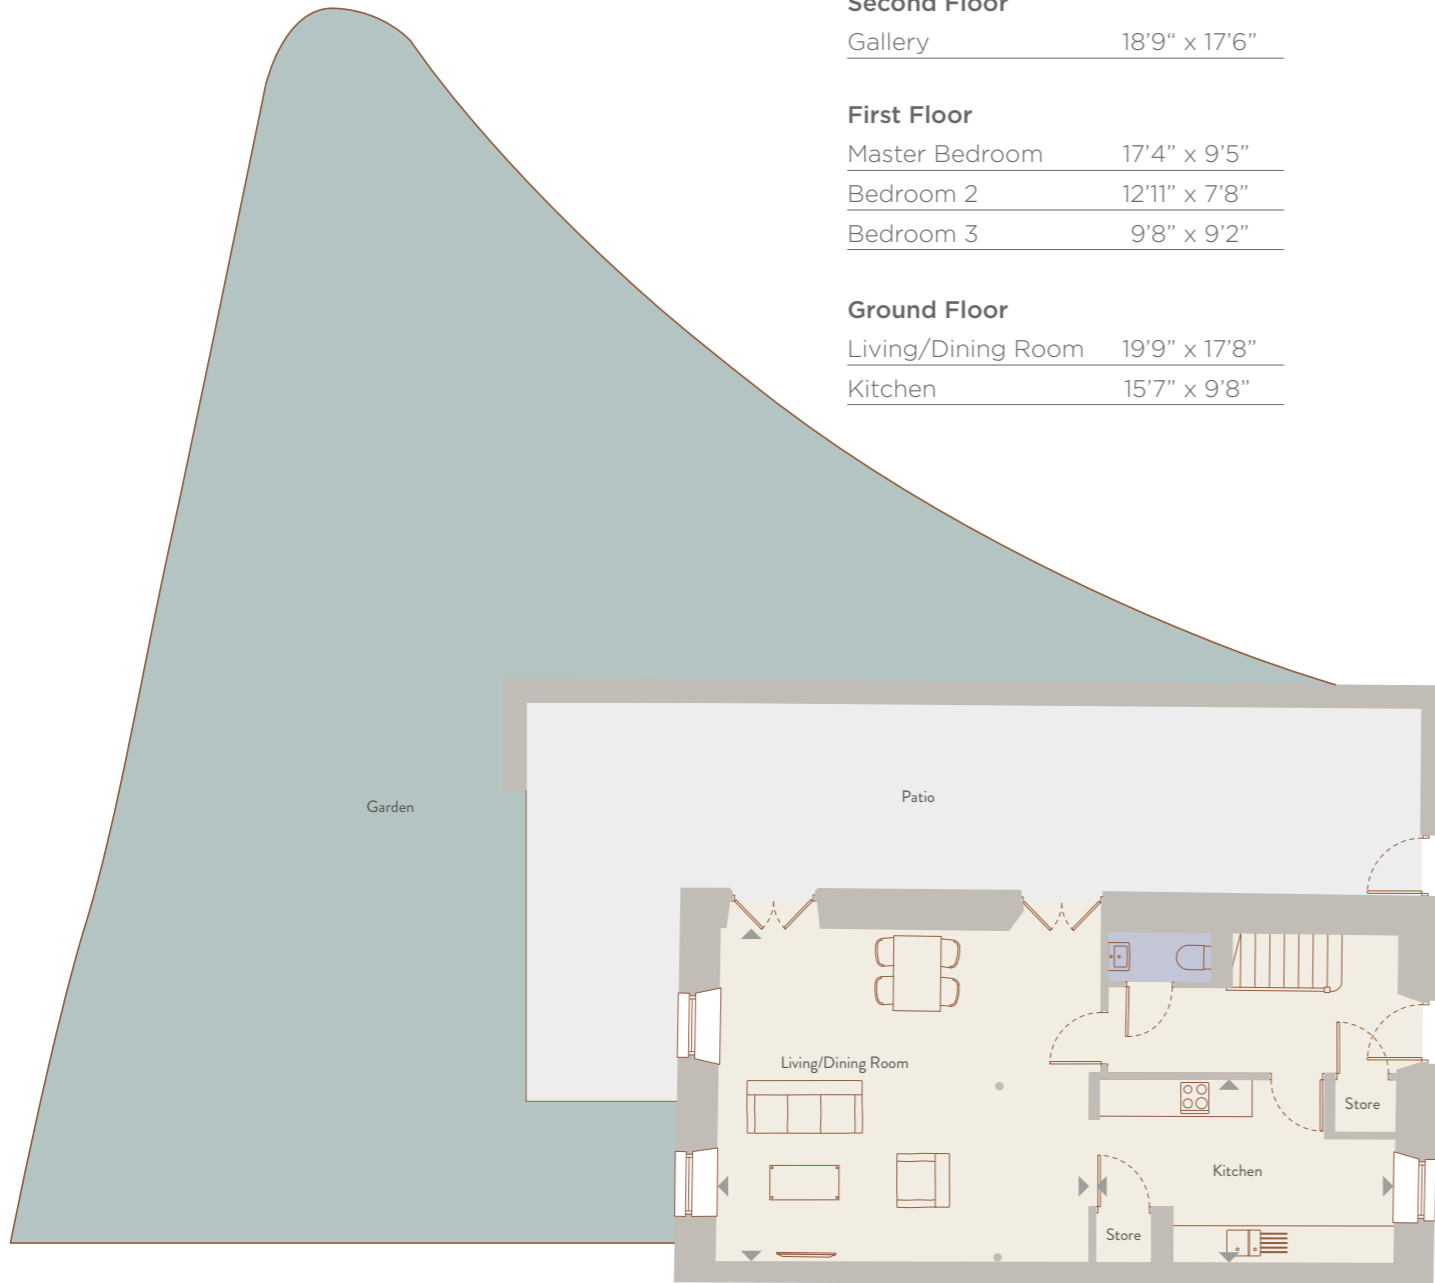 Second Floor
Gallery 18’9“ x 17’6”
First Floor
Master Bedroom 17’4” x 9’5”
Bedroom 2 12’11” x 7’8”
Bedroom 3 9’8” x 9’2”
Ground Floor
Living/Dining Room 19’9” x 17’8”
Kitchen 15’7” x 9’8”
Patio
Garden
Living/Dining Room
Store
Kitchen
Store